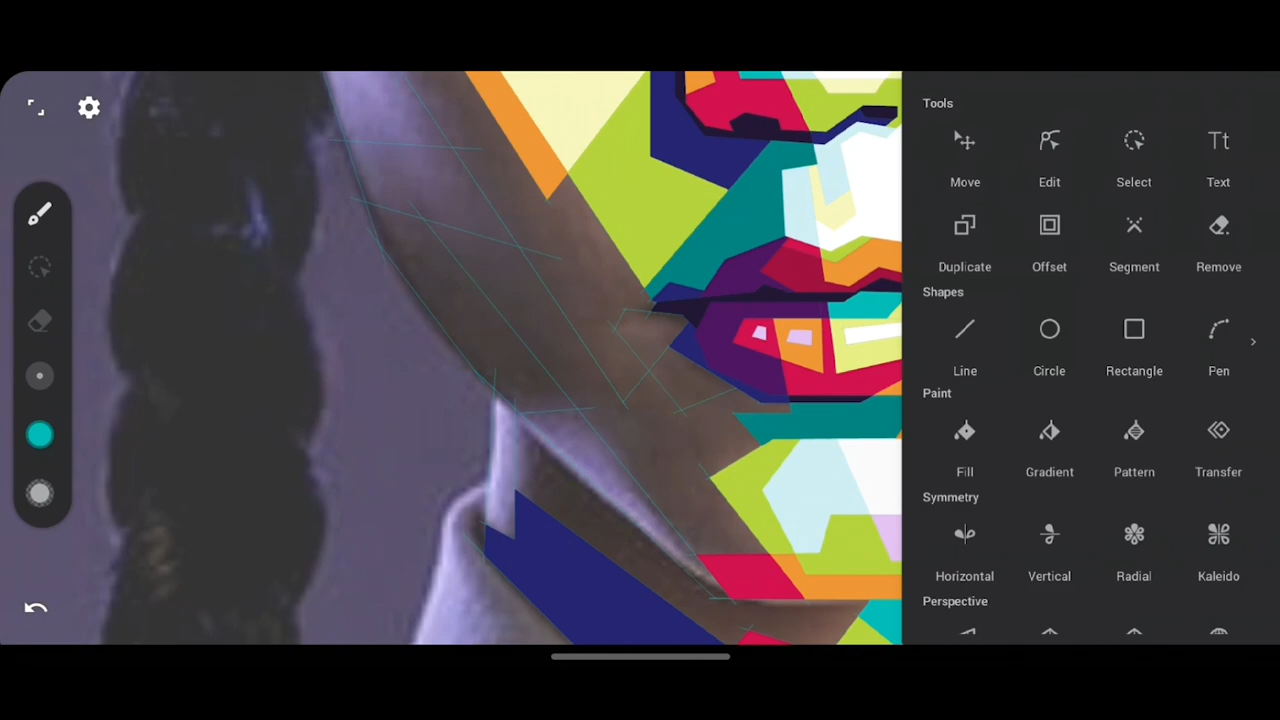 Tools
Move Edit Select Text
Duplicate Offset Segment Remove
Shapes
Line Circle Rectangle Pen
Paint
Fill Gradient Pattern Transfer
Symmetry
Horizontal Vertical Radial Kaleido
Perspective